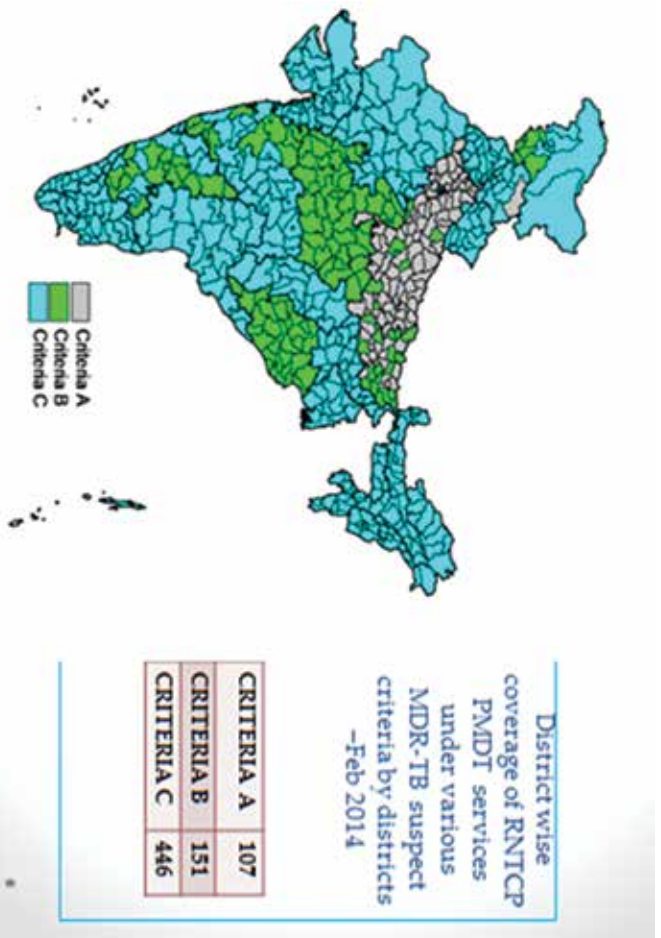 Criteria A
Criteria B
Criteria C
District wise
coverage of RNTCP
PMDT services
under various
MDR-TB suspect
criteria by districts
–Feb 2014
CRITERIA A 107
CRITERIA B 151
CRITERIA C 446